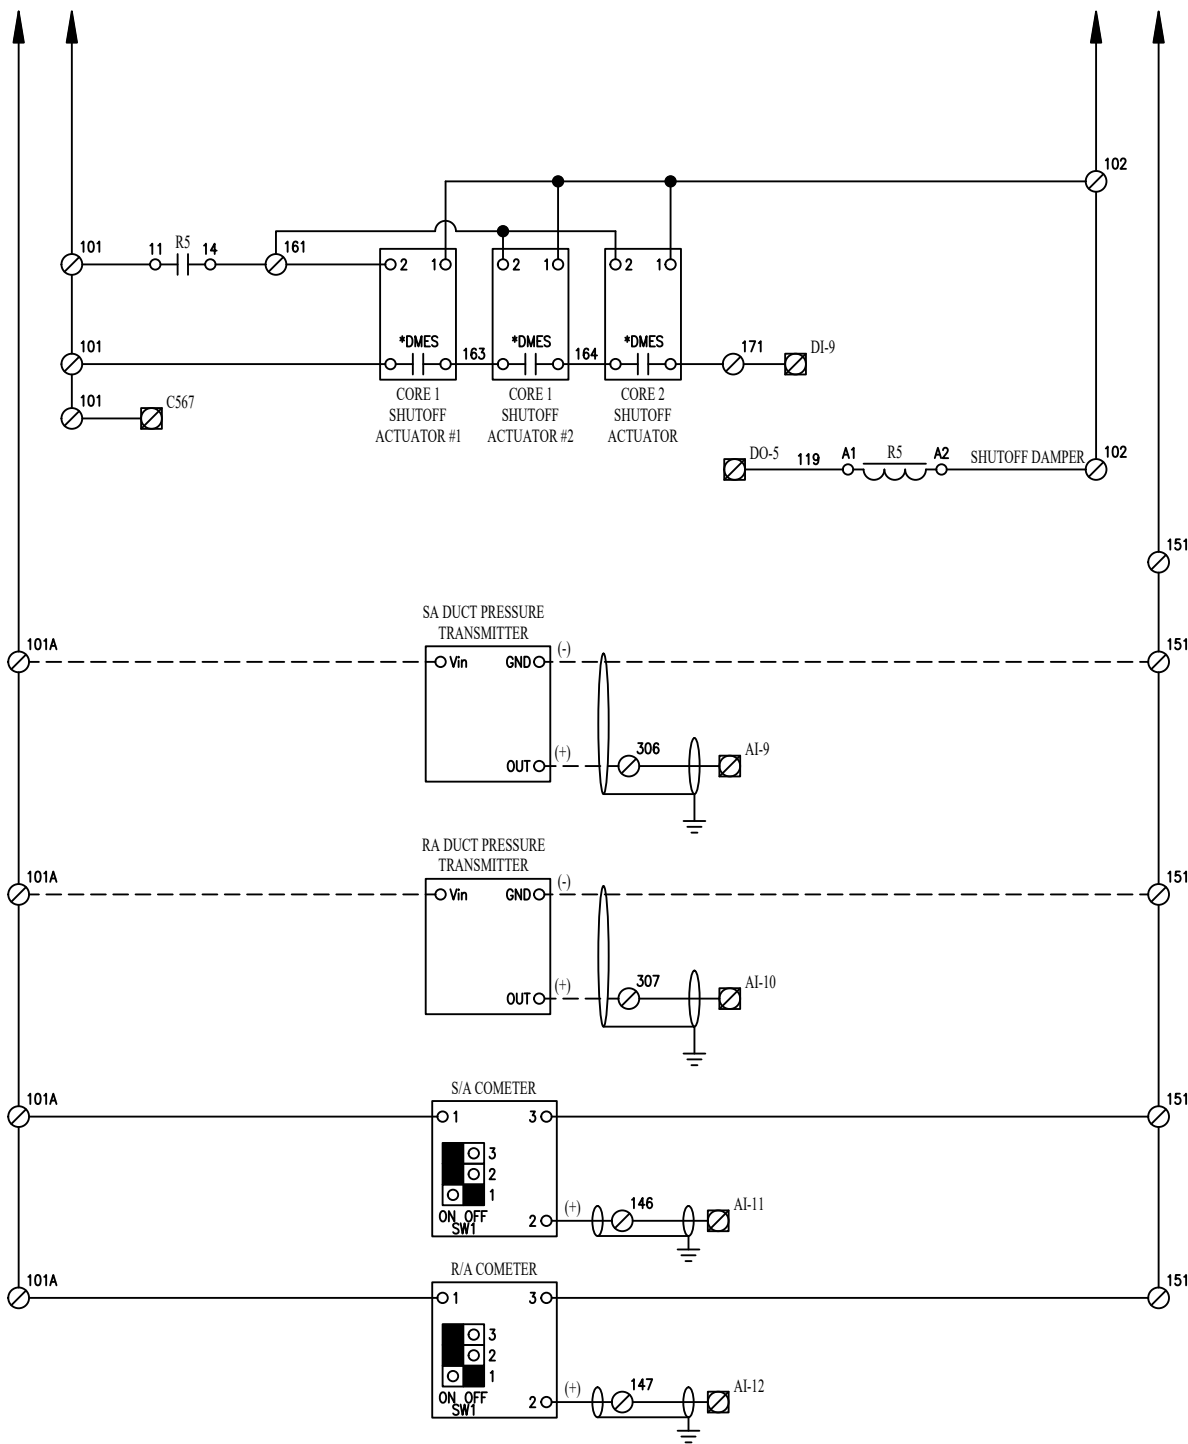 102
101
11
R5
14
161
2
1
2
1
2
1
101
*DMES
163
*DMES
164
*DMES
171
DI-9
101
C567
CORE 1
SHUTOFF
ACTUATOR #1
CORE 1
SHUTOFF
ACTUATOR #2
CORE 2
SHUTOFF
ACTUATOR
DO-5
119
A1
R5
A2
SHUTOFF DAMPER
102
151
SA DUCT PRESSURE
TRANSMITTER
101A
Vin
GND
(-)
151
OUT
(+)
306
AI-9
RA DUCT PRESSURE
TRANSMITTER
101A
Vin
GND
(-)
151
OUT
(+)
307
AI-10
S/A COMETER
101A
1
3
151
3
2
1
ON OFF
SW1
2
(+)
146
AI-11
R/A COMETER
101A
1
3
151
3
2
1
ON OFF
SW1
2
(+)
147
AI-12